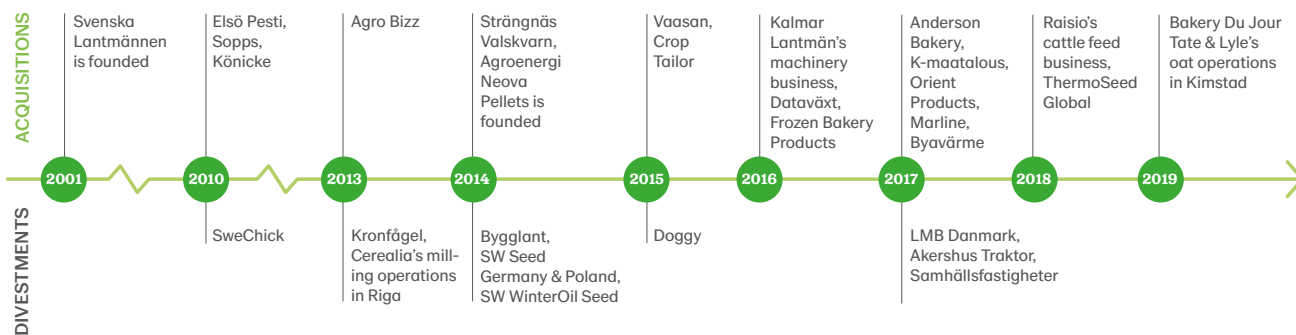 ACQUISITIONS
Svenska
Lantmännen
is founded
Elsö Pesti,
Sopps,
Könicke
Agro Bizz
Strängnäs
Valskvarn,
Agroenergi
Neova
Pellets is
founded
Vaasan,
Crop
Tailor
Kalmar
Lantmän's
machinery
business,
Dataväxt,
Frozen Bakery
Products
Anderson
Bakery,
K-maatalous,
Orient
Products,
Marline,
Byavärme
Raisio's
cattle feed
business,
ThermoSeed
Global
Bakery Du Jour
Tate & Lyle's
oat operations
in Kimstad
2001
2010
2013
2014
2015
2016
2017
2018
2019
DIVESTMENTS
SweChick
Kronfågel,
Cerealia's mill-
ing operations
in Riga
Bygglant,
SW Seed
Germany & Poland,
SW WinterOil Seed
Doggy
LMB Danmark,
Akershus Traktor,
Samhällsfastigheter